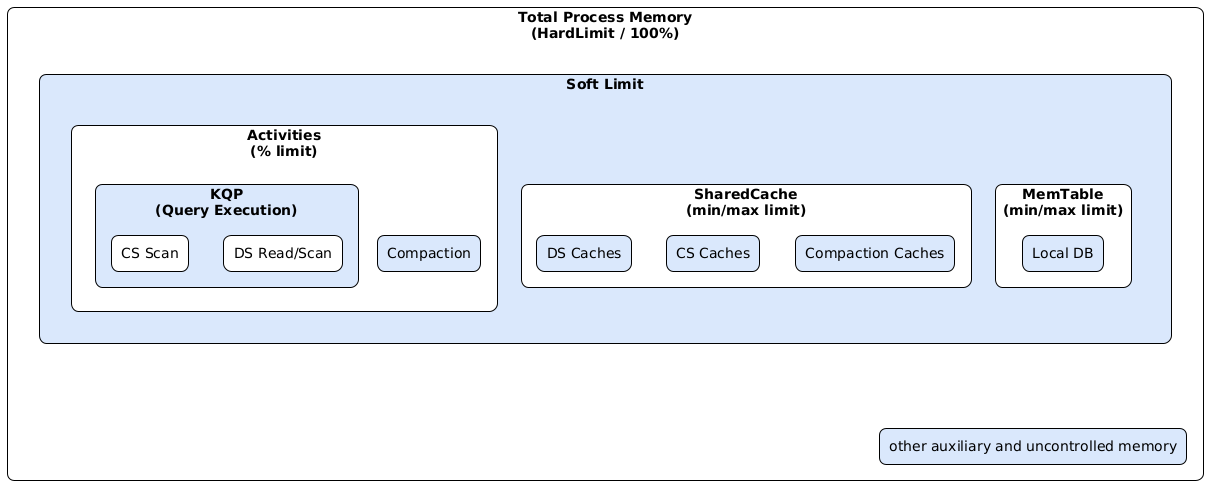 Total Process Memory
(HardLimit / 100%)
Soft Limit
Activities
(% limit)
KQP
(Query Execution)
CS Scan
DS Read/Scan
Compaction
SharedCache
(min/max limit)
DS Caches
CS Caches
Compaction Caches
MemTable
(min/max limit)
Local DB
other auxiliary and uncontrolled memory